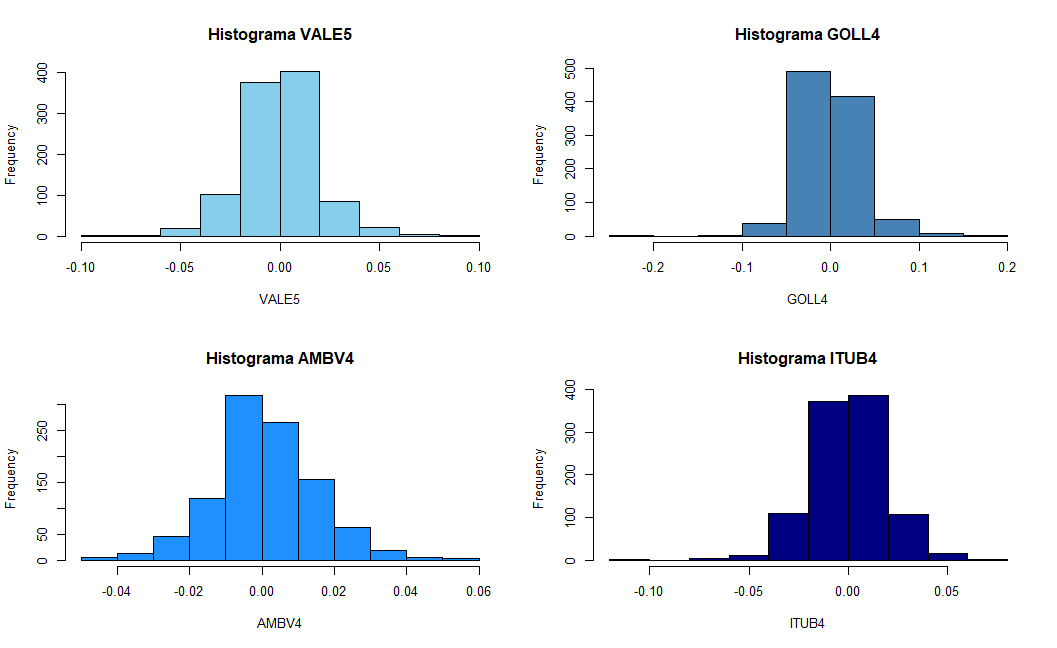 Histograma VALE5
Frequency
400
300
200
100
0
-0.10 -0.05 0.00 0.05 0.10
VALE5
Histograma GOLL4
Frequency
500
400
300
200
100
0
-0.2 -0.1 0.0 0.1 0.2
GOLL4
Histograma AMBV4
Frequency
250
150
50
0
-0.04 -0.02 0.00 0.02 0.04 0.06
AMBV4
Histograma ITUB4
Frequency
400
300
200
100
0
-0.10 -0.05 0.00 0.05
ITUB4